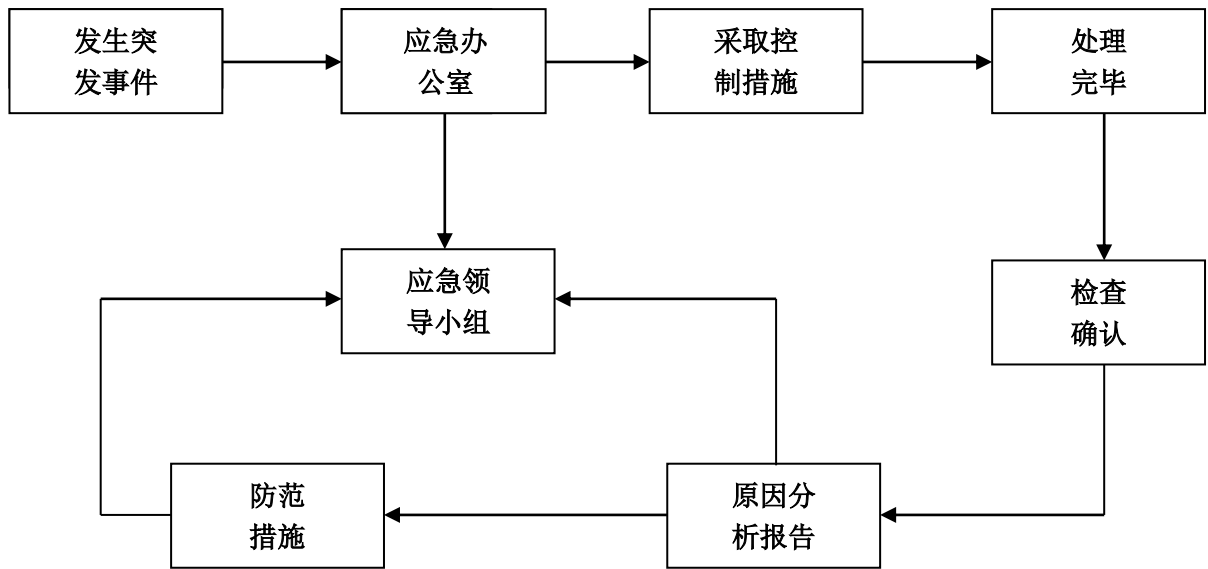 发生突
发事件
应急办
公室
采取控
制措施
处理
完毕
应急领
导小组
检查
确认
防范
措施
原因分
析报告